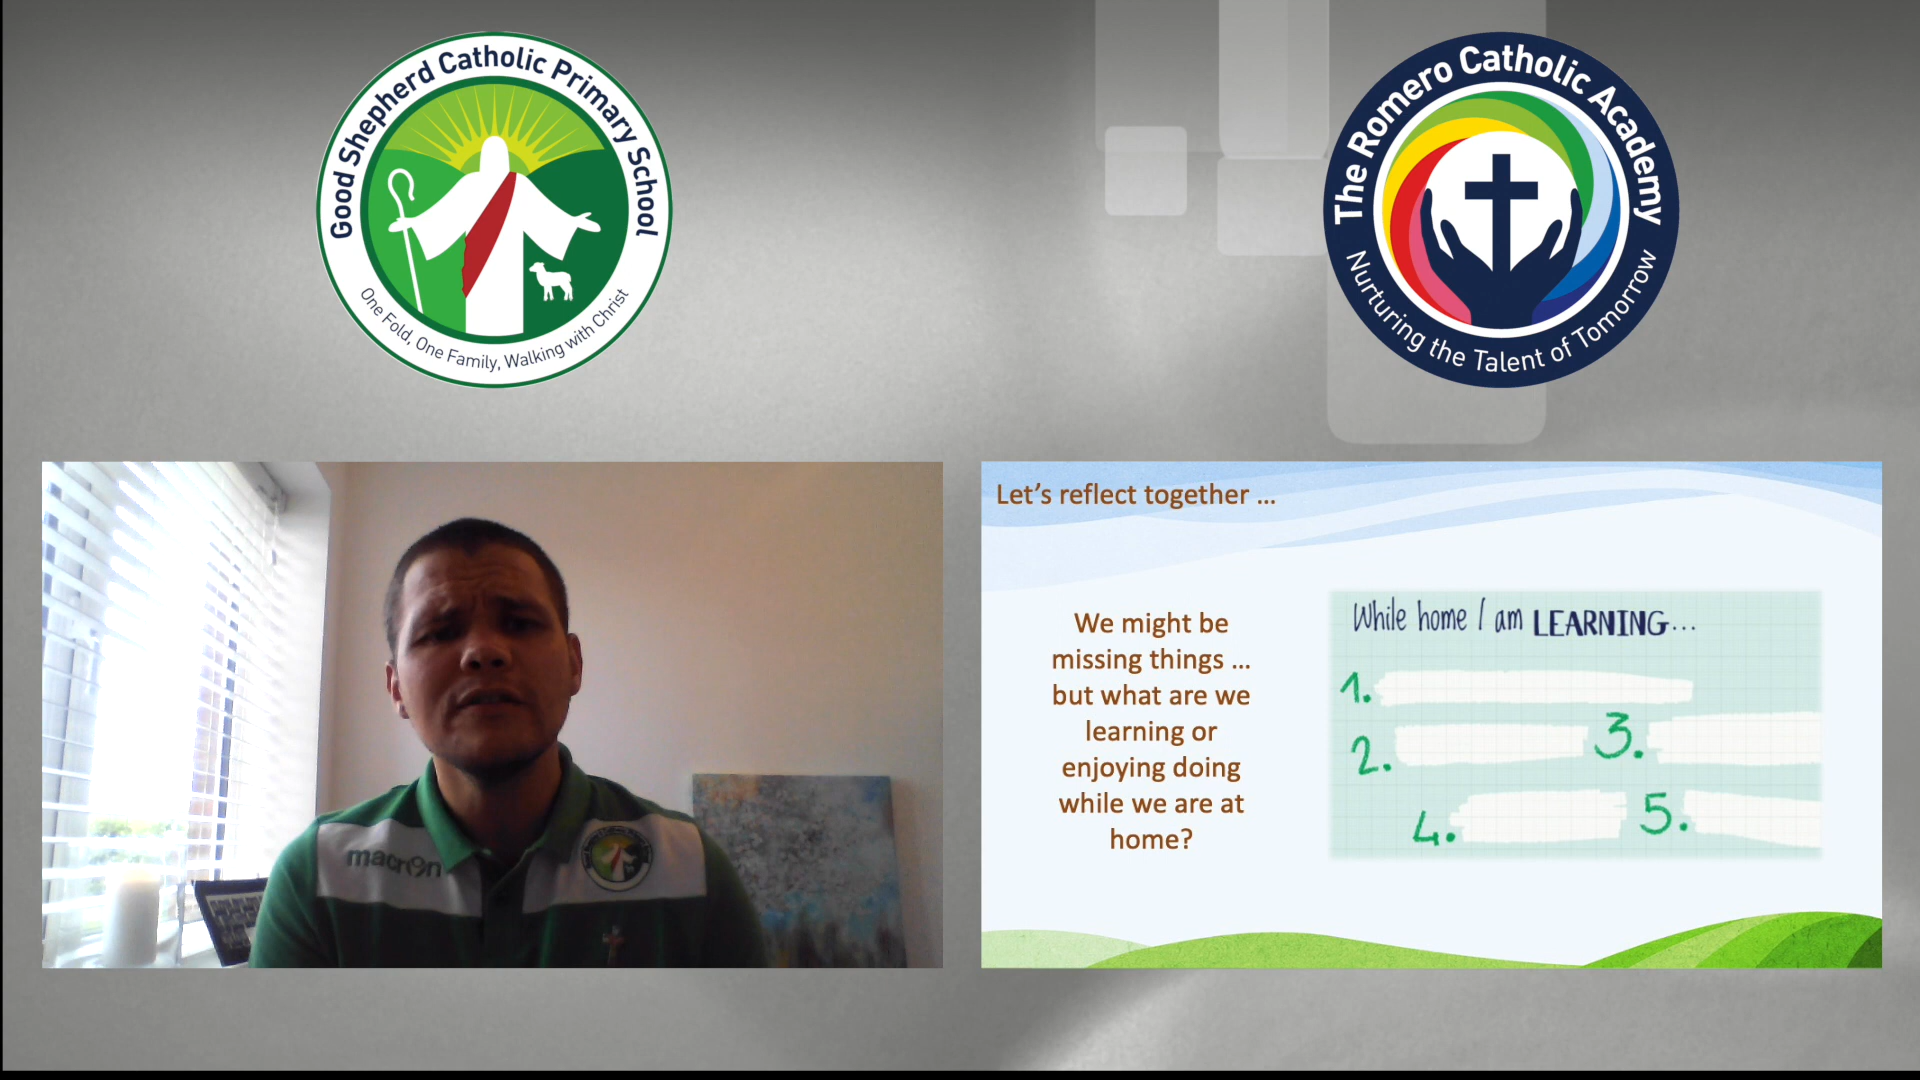 Good Shepherd Catholic Primary School
One Fold, One Family, Walking with Christ
The Romero Catholic Academy
Nurturing the Talent of Tomorrow
macron
Let's reflect together ...
We might be
missing things ...
but what are we
learning or
enjoying doing
while we are at
home?
While home I am LEARNING...
1.
2.
3.
4.
5.